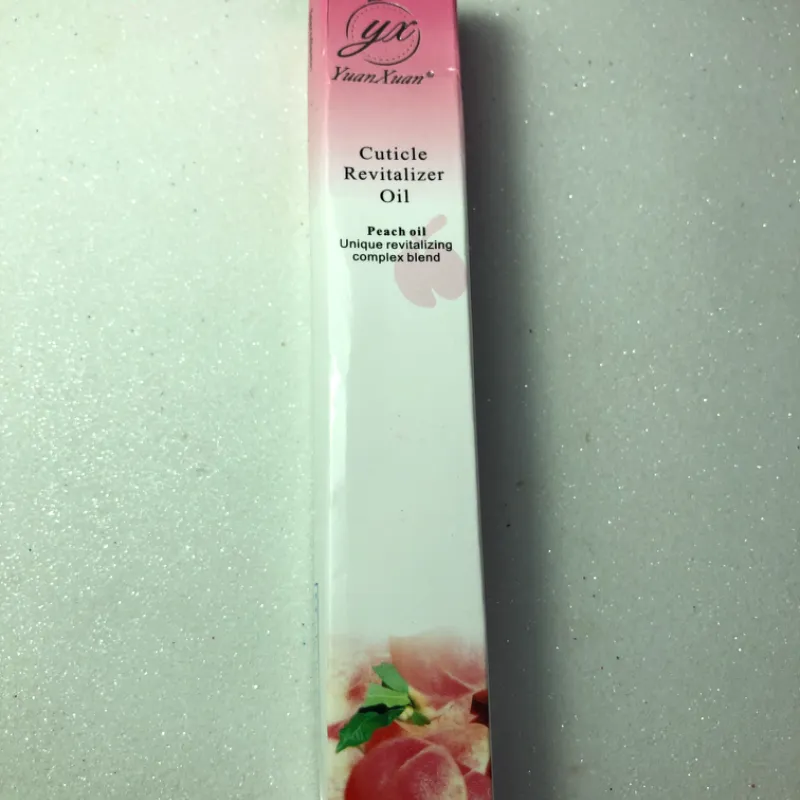 yx
YuanXuan®
Cuticle
Revitalizer
Oil
Peach oil
Unique revitalizing
complex blend